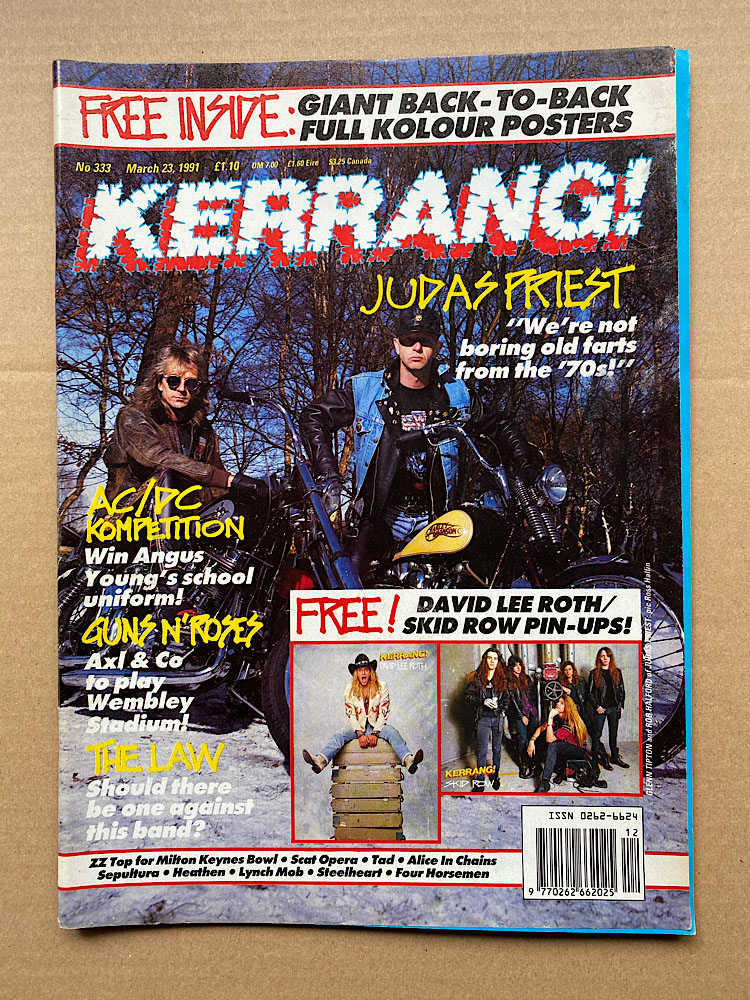 FREE INSIDE: GIANT BACK-TO-BACK
FULL KOLOUR POSTERS
No 333 March 23, 1991 £1.10 DM 7.00 £1.60 Eire $3.25 Canada
KERRANG!
JUDAS PRIEST
"We're not
boring old farts
from the '70s!"
AC/DC
KOMPETITION
Win Angus
Young's school
uniform!
GUNS N' ROSES
Axl & Co
to play
Wembley
Stadium!
THE LAW
Should there
be one against
this band?
HARLEY-DAVIDSON
FREE! DAVID LEE ROTH/
SKID ROW PIN-UPS!
KERRANG!
DAVID LEE ROTH
KERRANG!
SKID ROW
GLENN TIPTON and ROB HALFORD of JUDAS PRIEST: pic Ross Halfin
ISSN 0262-6624
12
9 770262 662025
ZZ Top for Milton Keynes Bowl • Scat Opera • Tad • Alice In Chains
Sepultura • Heathen • Lynch Mob • Steelheart • Four Horsemen